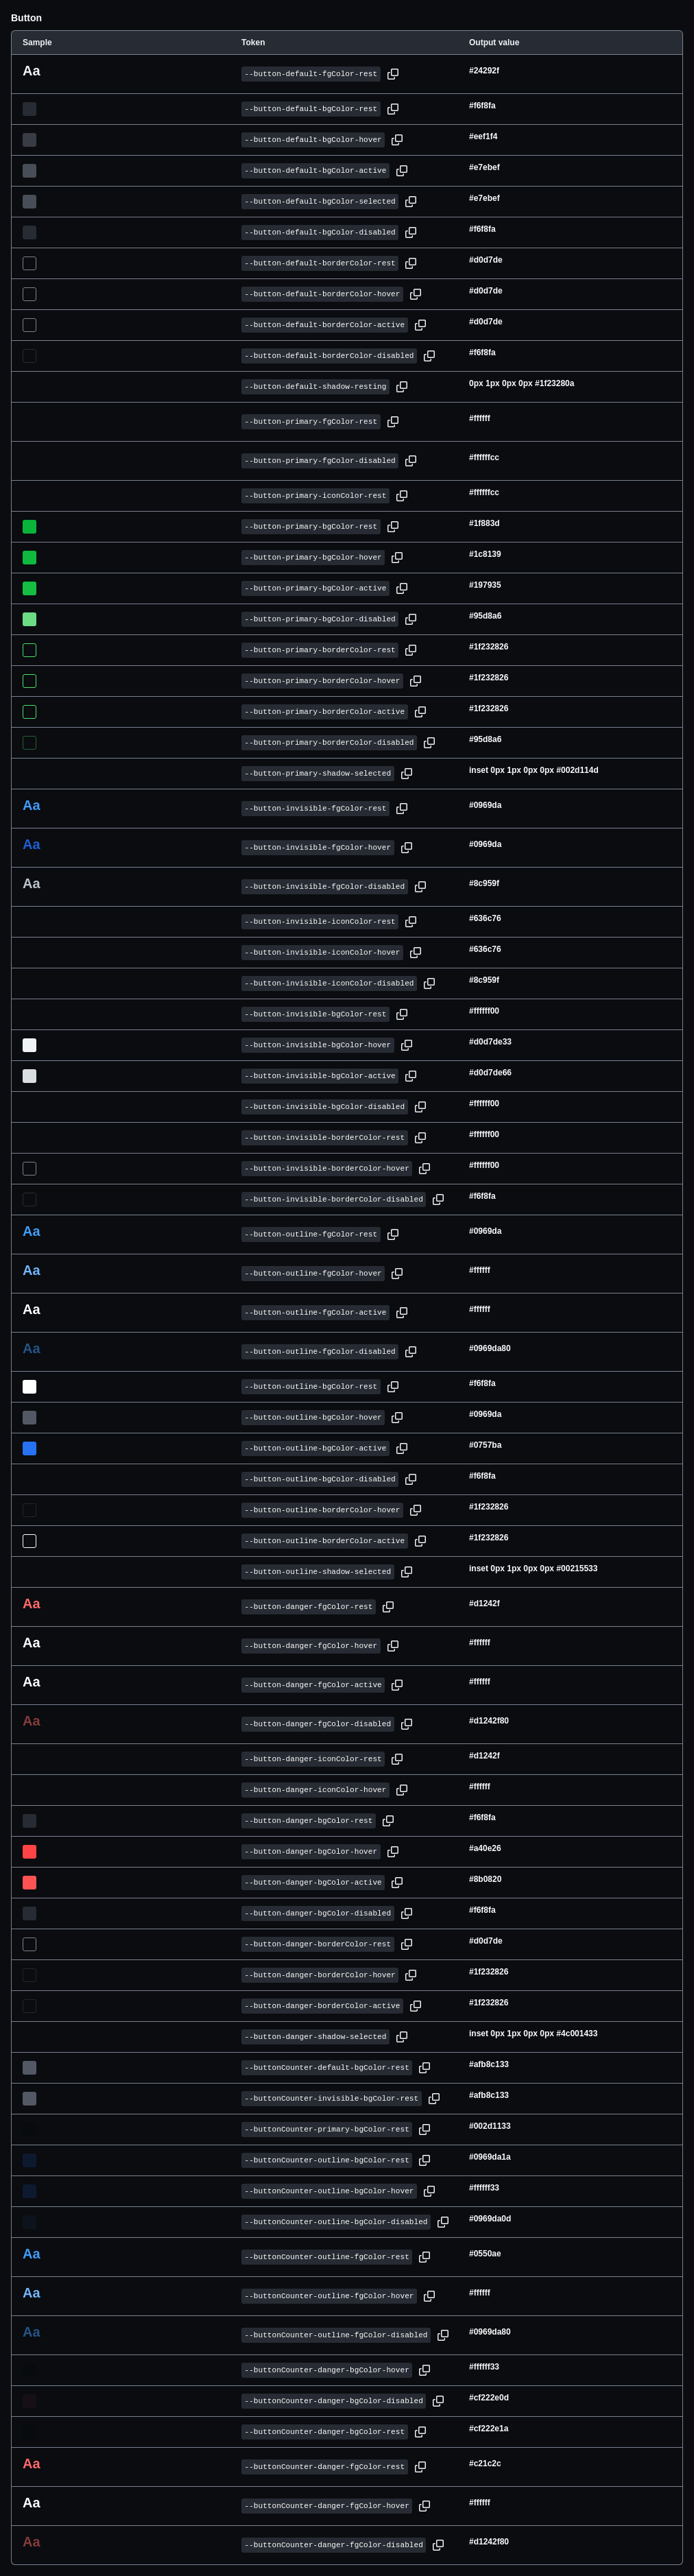 Button
Sample Token Output value
Aa --button-default-fgColor-rest #24292f
--button-default-bgColor-rest #f6f8fa
--button-default-bgColor-hover #eef1f4
--button-default-bgColor-active #e7ebef
--button-default-bgColor-selected #e7ebef
--button-default-bgColor-disabled #f6f8fa
--button-default-borderColor-rest #d0d7de
--button-default-borderColor-hover #d0d7de
--button-default-borderColor-active #d0d7de
--button-default-borderColor-disabled #f6f8fa
--button-default-shadow-resting 0px 1px 0px 0px #1f23280a
--button-primary-fgColor-rest #ffffff
--button-primary-fgColor-disabled #ffffffcc
--button-primary-iconColor-rest #ffffffcc
--button-primary-bgColor-rest #1f883d
--button-primary-bgColor-hover #1c8139
--button-primary-bgColor-active #197935
--button-primary-bgColor-disabled #95d8a6
--button-primary-borderColor-rest #1f232826
--button-primary-borderColor-hover #1f232826
--button-primary-borderColor-active #1f232826
--button-primary-borderColor-disabled #95d8a6
--button-primary-shadow-selected inset 0px 1px 0px 0px #002d114d
Aa --button-invisible-fgColor-rest #0969da
Aa --button-invisible-fgColor-hover #0969da
Aa --button-invisible-fgColor-disabled #8c959f
--button-invisible-iconColor-rest #636c76
--button-invisible-iconColor-hover #636c76
--button-invisible-iconColor-disabled #8c959f
--button-invisible-bgColor-rest #ffffff00
--button-invisible-bgColor-hover #d0d7de33
--button-invisible-bgColor-active #d0d7de66
--button-invisible-bgColor-disabled #ffffff00
--button-invisible-borderColor-rest #ffffff00
--button-invisible-borderColor-hover #ffffff00
--button-invisible-borderColor-disabled #f6f8fa
Aa --button-outline-fgColor-rest #0969da
Aa --button-outline-fgColor-hover #ffffff
Aa --button-outline-fgColor-active #ffffff
Aa --button-outline-fgColor-disabled #0969da80
--button-outline-bgColor-rest #f6f8fa
--button-outline-bgColor-hover #0969da
--button-outline-bgColor-active #0757ba
--button-outline-bgColor-disabled #f6f8fa
--button-outline-borderColor-hover #1f232826
--button-outline-borderColor-active #1f232826
--button-outline-shadow-selected inset 0px 1px 0px 0px #00215533
Aa --button-danger-fgColor-rest #d1242f
Aa --button-danger-fgColor-hover #ffffff
Aa --button-danger-fgColor-active #ffffff
Aa --button-danger-fgColor-disabled #d1242f80
--button-danger-iconColor-rest #d1242f
--button-danger-iconColor-hover #ffffff
--button-danger-bgColor-rest #f6f8fa
--button-danger-bgColor-hover #a40e26
--button-danger-bgColor-active #8b0820
--button-danger-bgColor-disabled #f6f8fa
--button-danger-borderColor-rest #d0d7de
--button-danger-borderColor-hover #1f232826
--button-danger-borderColor-active #1f232826
--button-danger-shadow-selected inset 0px 1px 0px 0px #4c001433
--buttonCounter-default-bgColor-rest #afb8c133
--buttonCounter-invisible-bgColor-rest #afb8c133
--buttonCounter-primary-bgColor-rest #002d1133
--buttonCounter-outline-bgColor-rest #0969da1a
--buttonCounter-outline-bgColor-hover #ffffff33
--buttonCounter-outline-bgColor-disabled #0969da0d
Aa --buttonCounter-outline-fgColor-rest #0550ae
Aa --buttonCounter-outline-fgColor-hover #ffffff
Aa --buttonCounter-outline-fgColor-disabled #0969da80
--buttonCounter-danger-bgColor-hover #ffffff33
--buttonCounter-danger-bgColor-disabled #cf222e0d
--buttonCounter-danger-bgColor-rest #cf222e1a
Aa --buttonCounter-danger-fgColor-rest #c21c2c
Aa --buttonCounter-danger-fgColor-hover #ffffff
Aa --buttonCounter-danger-fgColor-disabled #d1242f80